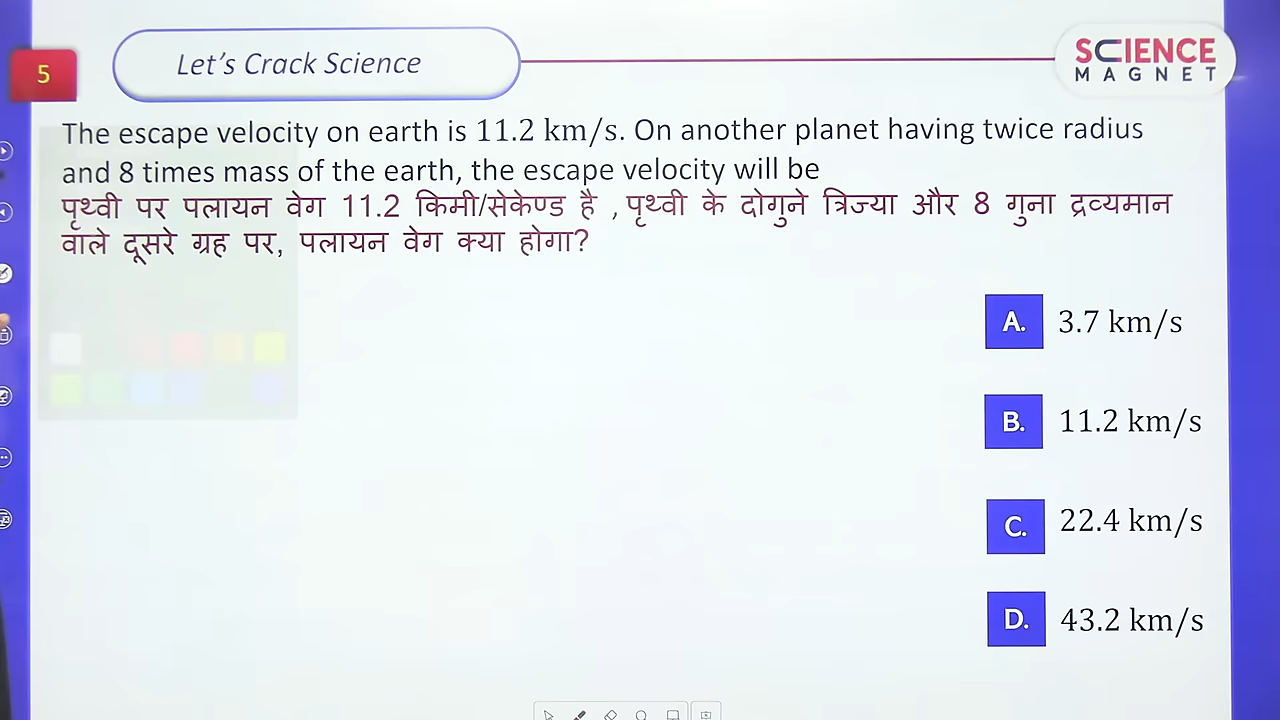 5
Let's Crack Science
SCIENCE
MAGNET
The escape velocity on earth is 11.2 km/s. On another planet having twice radius
and 8 times mass of the earth, the escape velocity will be
पृथ्वी पर पलायन वेग 11.2 किमी/सेकेण्ड है ,पृथ्वी के दोगुने त्रिज्या और 8 गुना द्रव्यमान
वाले दूसरे ग्रह पर, पलायन वेग क्या होगा?
A. 3.7 km/s
B. 11.2 km/s
C. 22.4 km/s
D. 43.2 km/s